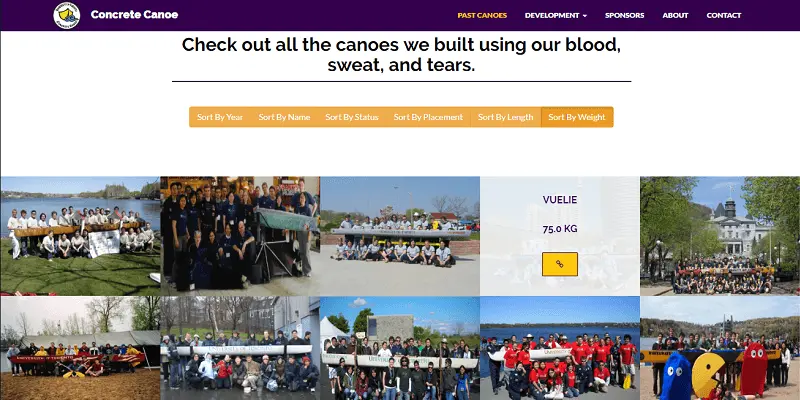 Concrete Canoe
PAST CANOES
DEVELOPMENT
SPONSORS
ABOUT
CONTACT
Check out all the canoes we built using our blood,
sweat, and tears.
Sort By Year
Sort By Name
Sort By Status
Sort By Placement
Sort By Length
Sort By Weight
VUELIE
75.0 KG